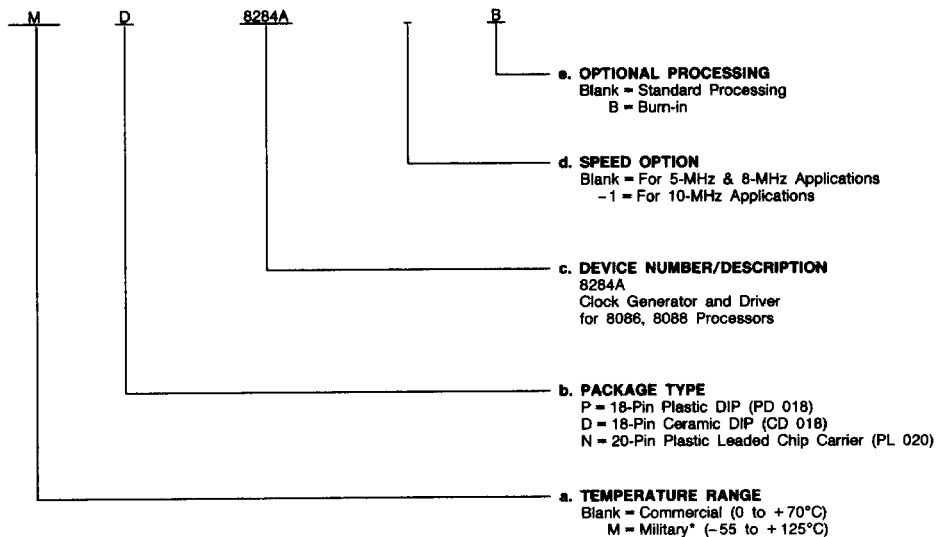 M D 8284A - B
e. OPTIONAL PROCESSING
Blank = Standard Processing
B = Burn-in
d. SPEED OPTION
Blank = For 5-MHz & 8-MHz Applications
-1 = For 10-MHz Applications
c. DEVICE NUMBER/DESCRIPTION
8284A
Clock Generator and Driver
for 8086, 8088 Processors
b. PACKAGE TYPE
P = 18-Pin Plastic DIP (PD 018)
D = 18-Pin Ceramic DIP (CD 018)
N = 20-Pin Plastic Leaded Chip Carrier (PL 020)
a. TEMPERATURE RANGE
Blank = Commercial (0 to +70°C)
M = Military* (-55 to +125°C)